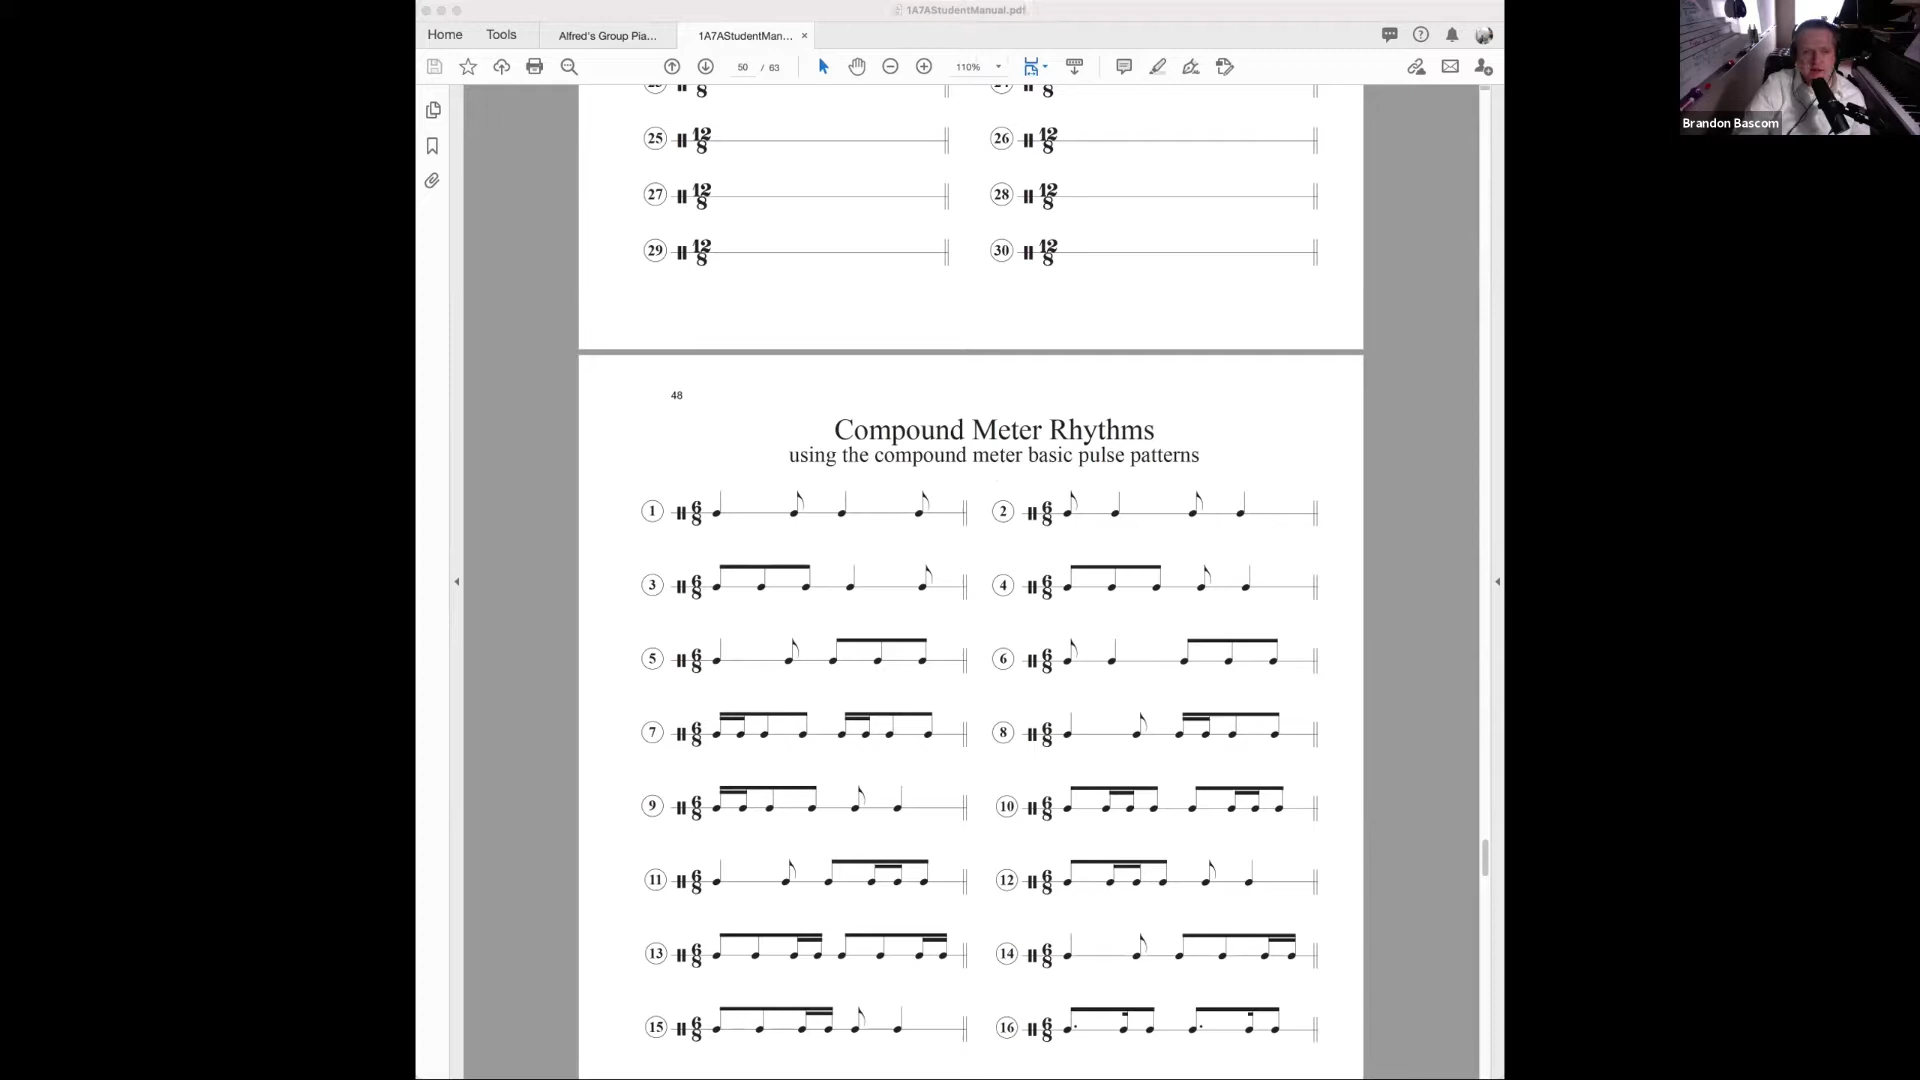 1A7AStudentManual.pdf
Home Tools Alfred's Group Pia... 1A7AStudentMan... ×
50 / 63 110%
Brandon Bascom
25 12 8 26 12 8
27 12 8 28 12 8
29 12 8 30 12 8
48
Compound Meter Rhythms
using the compound meter basic pulse patterns
1 6 8 2 6 8
3 6 8 4 6 8
5 6 8 6 6 8
7 6 8 8 6 8
9 6 8 10 6 8
11 6 8 12 6 8
13 6 8 14 6 8
15 6 8 16 6 8